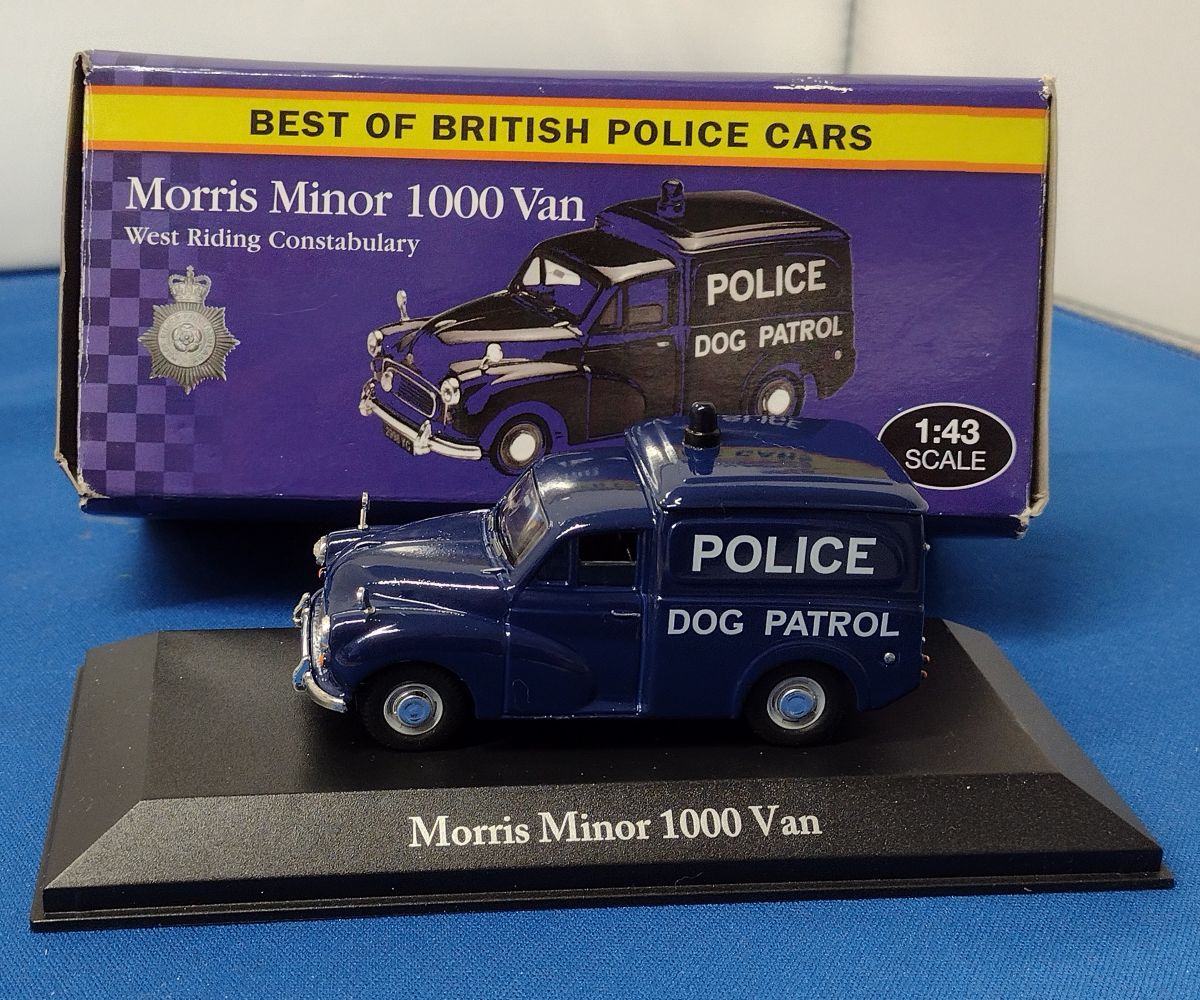 BEST OF BRITISH POLICE CARS
Morris Minor 1000 Van
West Riding Constabulary
POLICE
DOG PATROL
1:43
SCALE
POLICE
DOG PATROL
Morris Minor 1000 Van